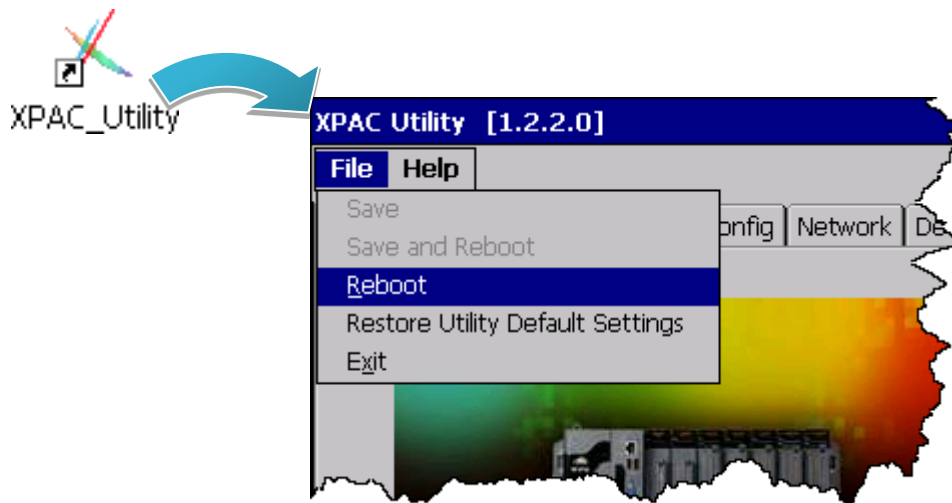 XPAC_Utility
XPAC Utility [1.2.2.0]
File Help
Save
Save and Reboot
Reboot
Restore Utility Default Settings
Exit
Network